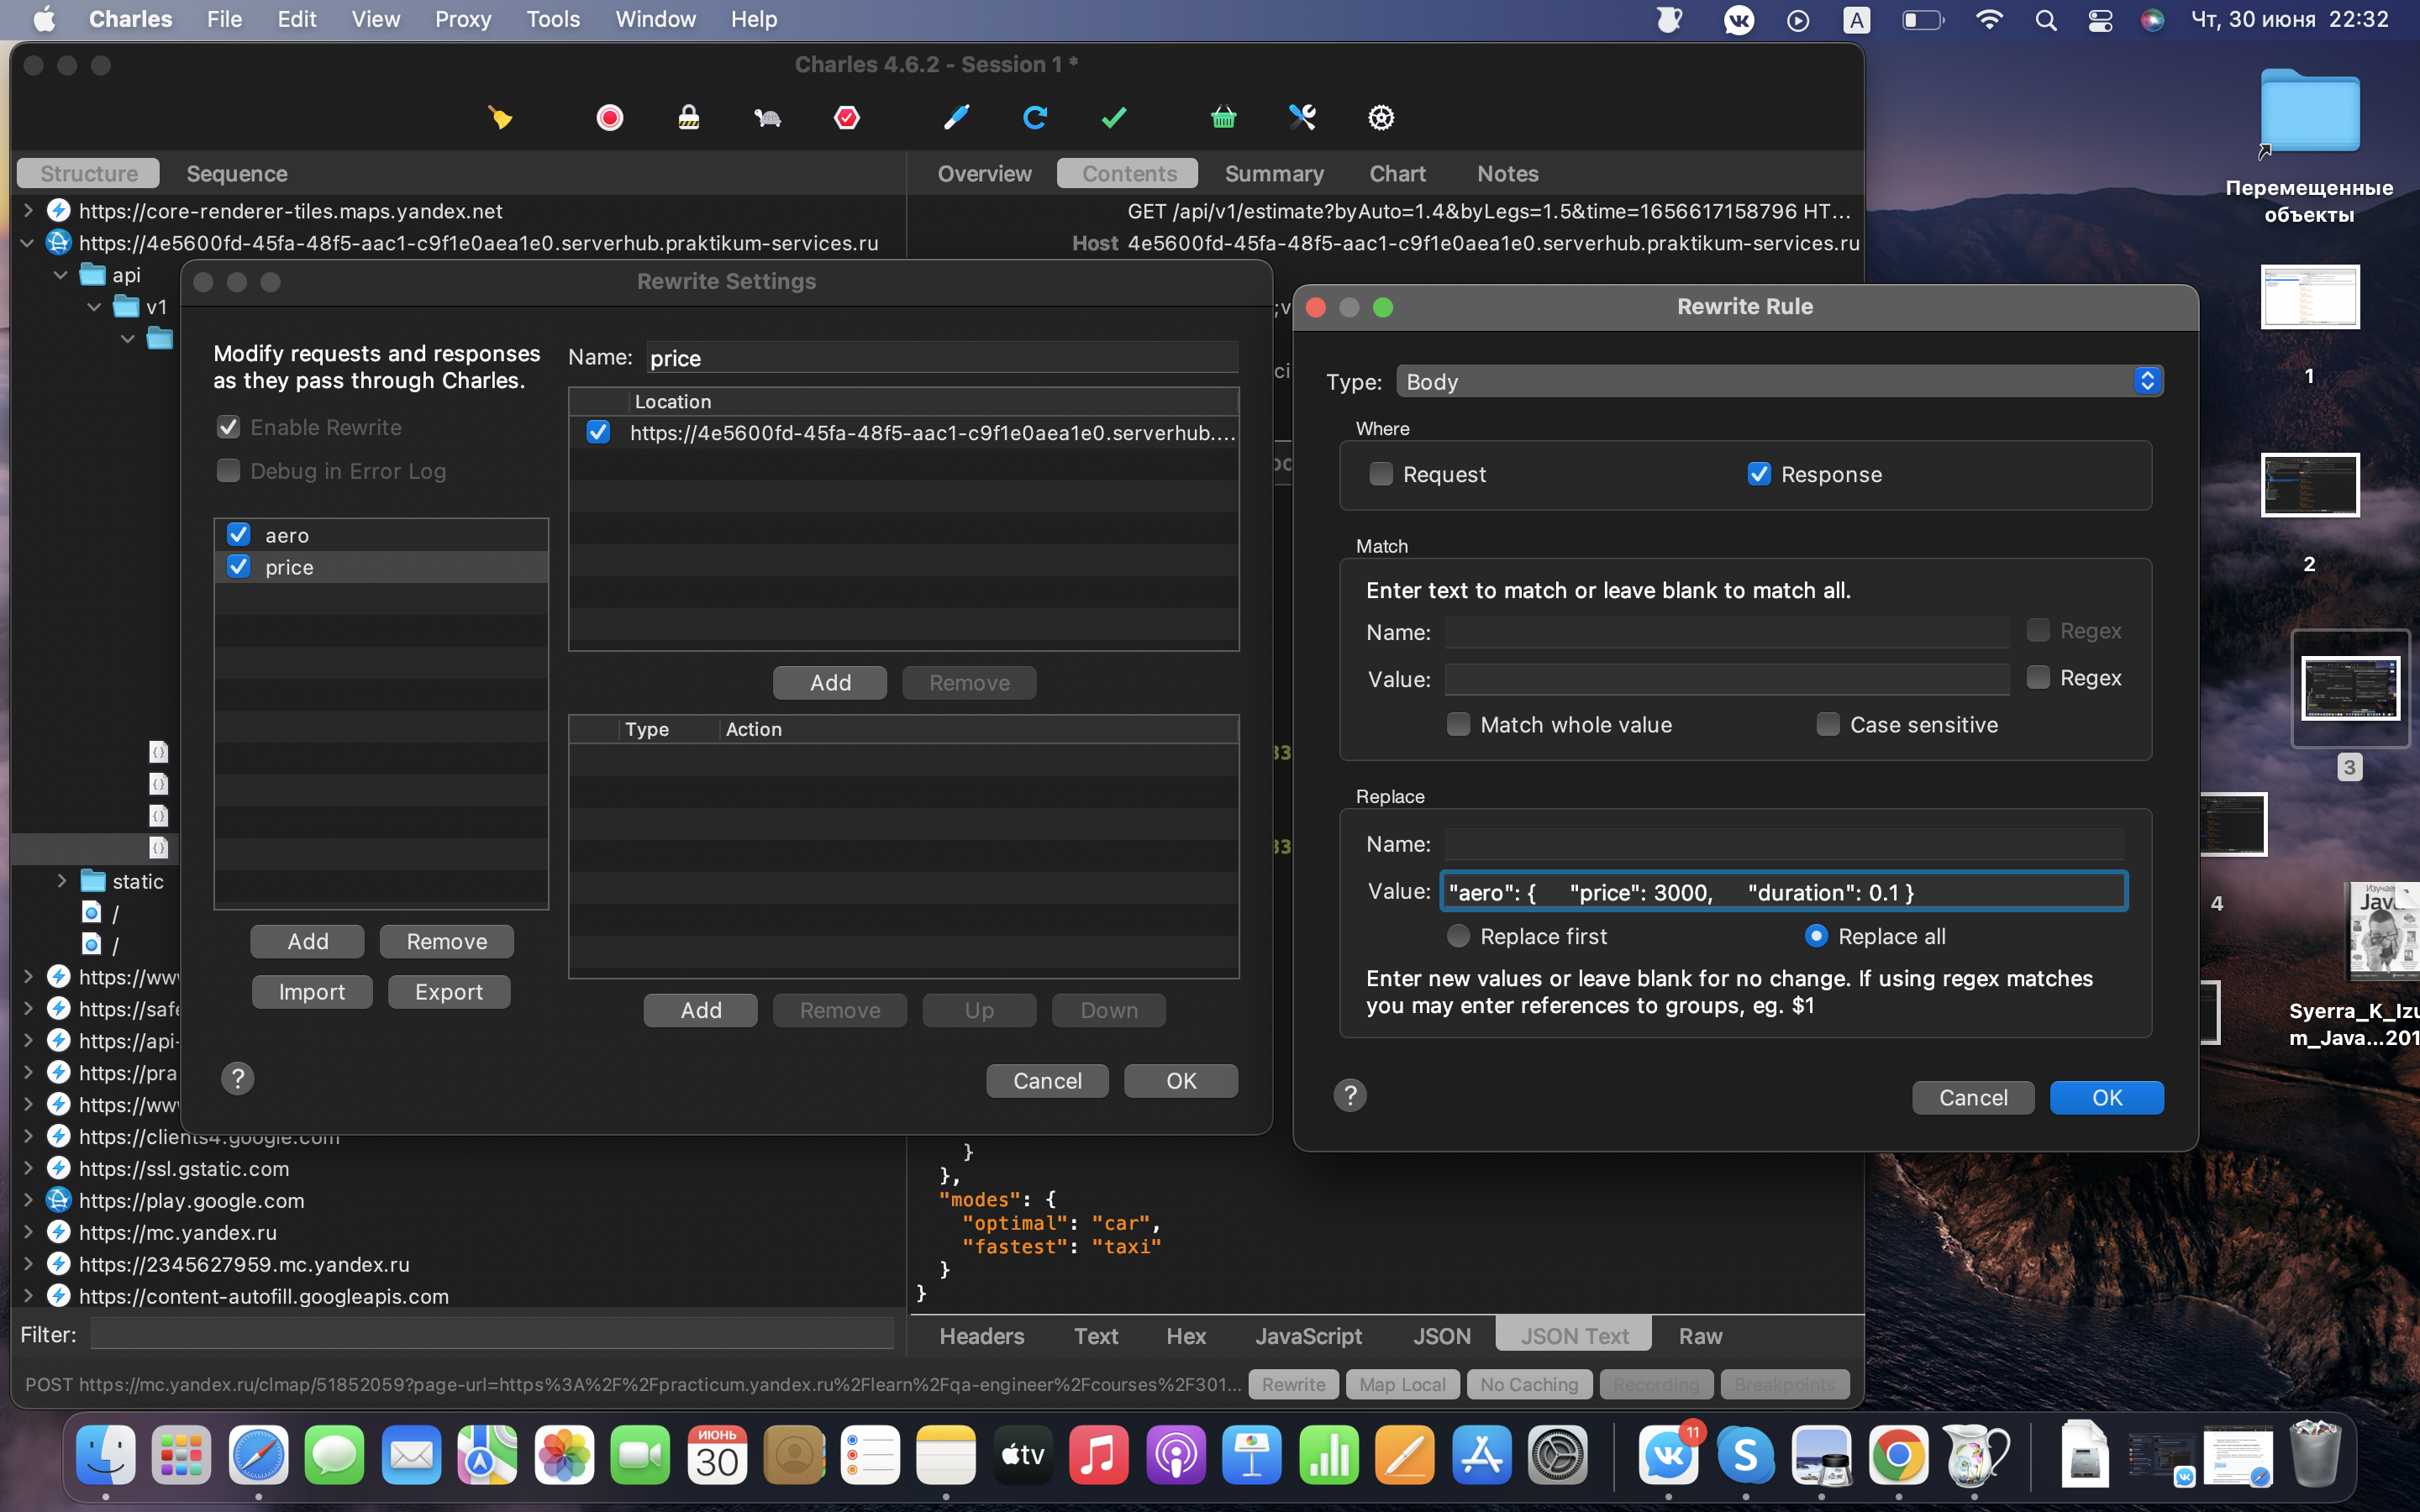 Charles File Edit View Proxy Tools Window Help
A Чт, 30 июня 22:32
Charles 4.6.2 - Session 1 *
Structure Sequence
Overview Contents Summary Chart Notes
https://core-renderer-tiles.maps.yandex.net
GET /api/v1/estimate?byAuto=1.4&byLegs=1.5&time=1656617158796 HT...
https://4e5600fd-45fa-48f5-aac1-c9f1e0aea1e0.serverhub.praktikum-services.ru
Host 4e5600fd-45fa-48f5-aac1-c9f1e0aea1e0.serverhub.praktikum-services.ru
api
v1
Rewrite Settings
Modify requests and responses
as they pass through Charles.
Enable Rewrite
Debug in Error Log
aero
price
Add Remove
Import Export
Name: price
Location
https://4e5600fd-45fa-48f5-aac1-c9f1e0aea1e0.serverhub....
Add Remove
Type Action
Add Remove Up Down
? Cancel OK
;v
ci
33
33
Rewrite Rule
Type: Body
Where
Request Response
Match
Enter text to match or leave blank to match all.
Name: Regex
Value: Regex
Match whole value Case sensitive
Replace
Name:
Value: "aero": { "price": 3000, "duration": 0.1 }
Replace first Replace all
Enter new values or leave blank for no change. If using regex matches
you may enter references to groups, eg. $1
? Cancel OK
static
/
/
https://www
https://safe
https://api-
https://pra
https://www
https://clients4.google.com
https://ssl.gstatic.com
https://play.google.com
https://mc.yandex.ru
https://2345627959.mc.yandex.ru
https://content-autofill.googleapis.com
}
},
"modes": {
"optimal": "car",
"fastest": "taxi"
}
}
Filter:
Headers Text Hex JavaScript JSON JSON Text Raw
POST https://mc.yandex.ru/clmap/51852059?page-url=https%3A%2F%2Fpracticum.yandex.ru%2Flearn%2Fqa-engineer%2Fcourses%2F301...
Rewrite Map Local No Caching Recording Breakpoints
Перемещенные
объекты
1
2
3
4
Изучаем
Java
Syerra_K_Izu
m_Java...201
ИЮНЬ
30
tv
11